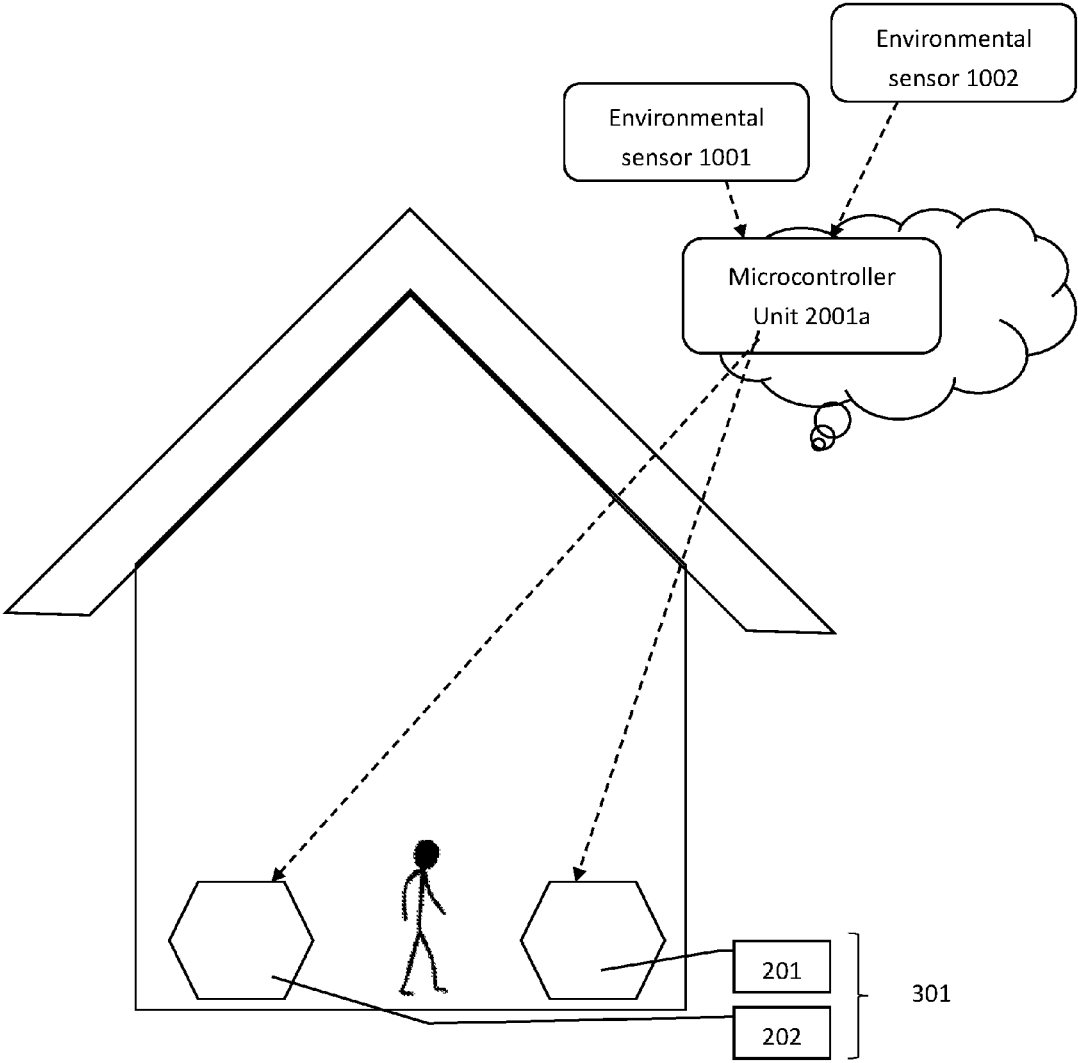 Environmental
sensor 1002
Environmental
sensor 1001
Microcontroller
Unit 2001a
201
301
202